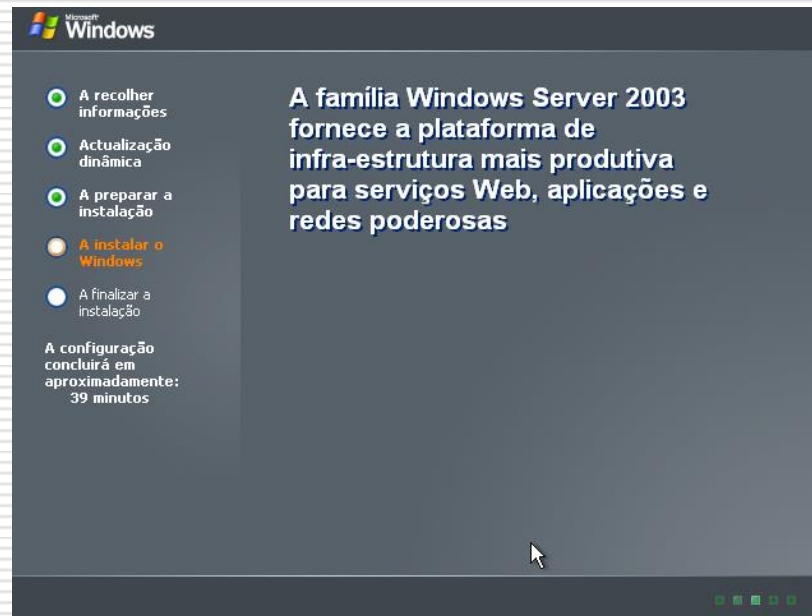 Microsoft
Windows
A recolher
informações
Actualização
dinâmica
A preparar a
instalação
A instalar o
Windows
A finalizar a
instalação
A configuração
concluirá em
aproximadamente:
39 minutos
A família Windows Server 2003
fornece a plataforma de
infra-estrutura mais produtiva
para serviços Web, aplicações e
redes poderosas